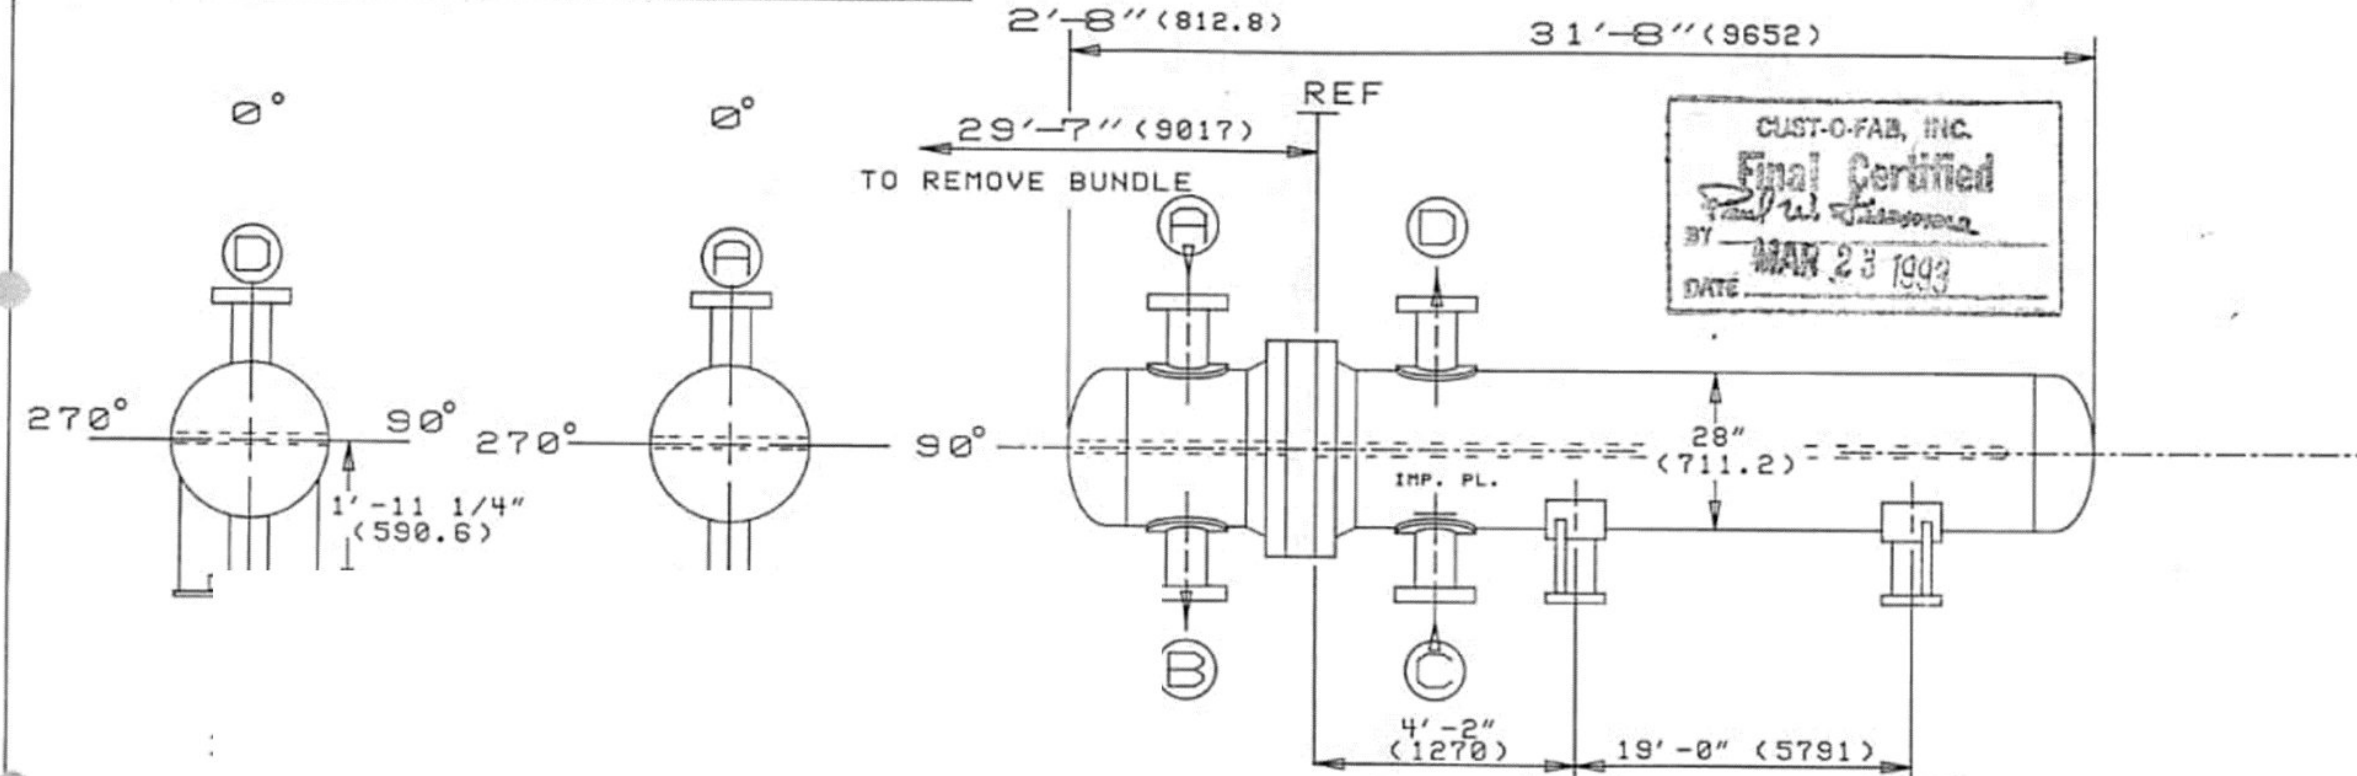 2'-8" (812.8)
31'-8" (9652)
REF
29'-7" (9017)
TO REMOVE BUNDLE
0°
0°
CUST-O-FAB, INC.
Final Certified
BY
MAR 23 1993
DATE
D
A
A
D
270°
90°
270°
90°
1'-11 1/4"
(590.6)
28"
(711.2)
IMP. PL.
B
C
4'-2"
(1270)
19'-0" (5791)